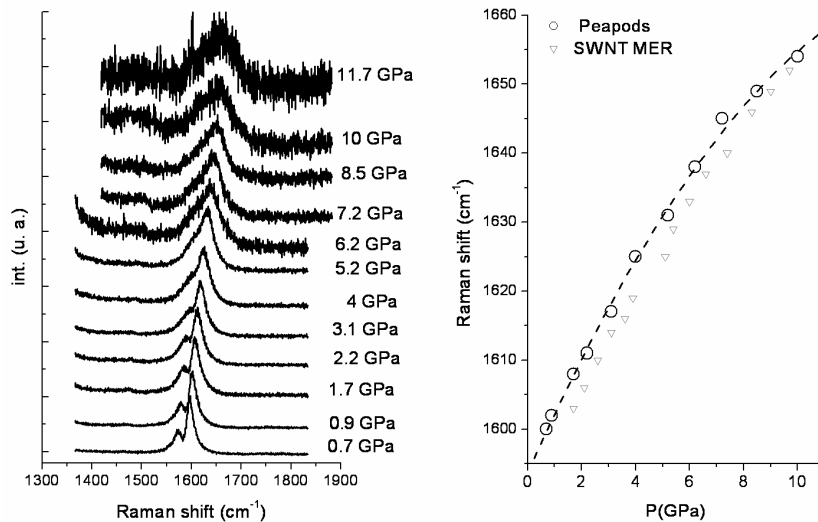 11.7 GPa
10 GPa
8.5 GPa
7.2 GPa
6.2 GPa
5.2 GPa
4 GPa
3.1 GPa
2.2 GPa
1.7 GPa
0.9 GPa
0.7 GPa
int. (u. a.)
1300 1400 1500 1600 1700 1800 1900
Raman shift (cm⁻¹)
Peapods
SWNT MER
1660
1650
1640
1630
1620
1610
1600
Raman shift (cm⁻¹)
0 2 4 6 8 10
P(GPa)